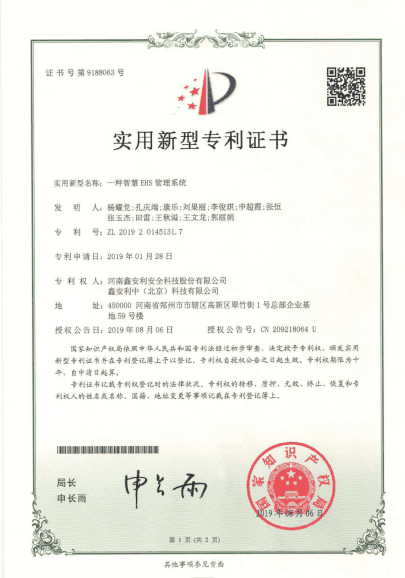 证书号第9188063号
实用新型专利证书
实用新型名称：一种智慧EHS管理系统
发明人：杨耀党;孔庆端;康乐;刘果丽;李俊琪;申超霞;张恒
张玉杰;田雷;王秋溢;王文龙;郭丽娟
专利号：ZL 2019 2 0145131.7
专利申请日：2019年01月28日
专利权人：河南鑫安利安全科技股份有限公司
鑫安利中（北京）科技有限公司
地址：450000 河南省郑州市市辖区高新区翠竹街1号总部企业基
地59号楼
授权公告日：2019年08月06日 授权公告号：CN 209218064 U
国家知识产权局依照中华人民共和国专利法经过初步审查，决定授予专利权，颁发实用
新型专利证书并在专利登记簿上予以登记。专利权自授权公告之日起生效。专利权期限为十
年，自申请日起算。
专利证书记载专利权登记时的法律状况。专利权的转移、质押、无效、终止、恢复和专
利权人的姓名或名称、国籍、地址变更等事项记载在专利登记簿上。
局长
申长雨
申长雨
国家知识产权局
2019年08月06日
第1页(共2页)
其他事项参见背面